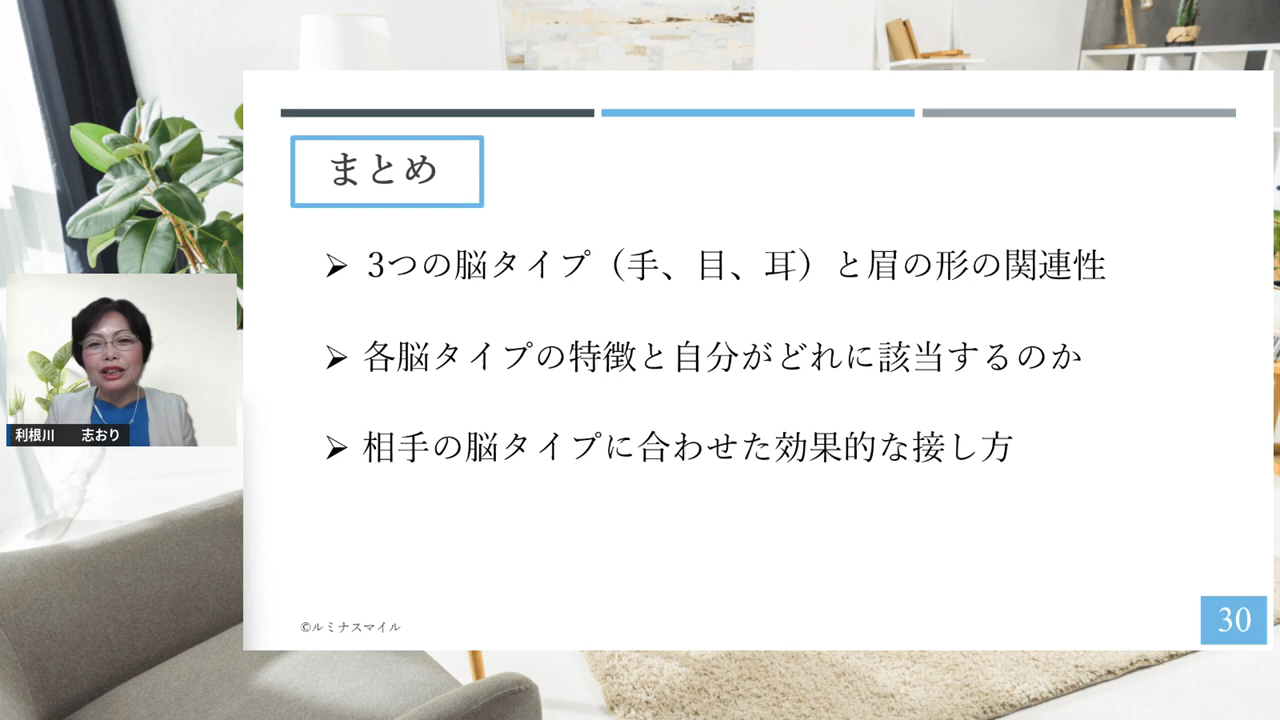 まとめ
➢ 3つの脳タイプ（手、目、耳）と眉の形の関連性
➢ 各脳タイプの特徴と自分がどれに該当するのか
➢ 相手の脳タイプに合わせた効果的な接し方
利根川　志おり
©ルミナスマイル
30